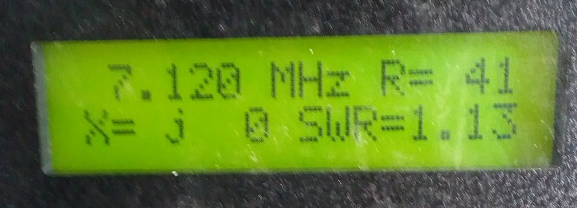 7.120 MHz R= 41
X= j 0 SWR=1.13